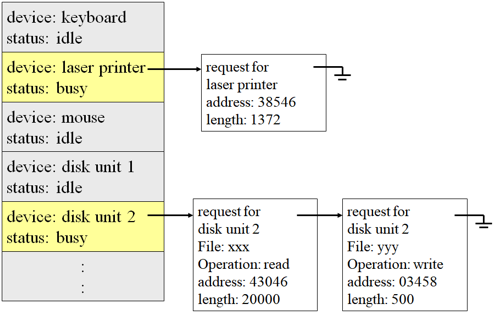 device: keyboard
status: idle
device: laser printer
status: busy
device: mouse
status: idle
device: disk unit 1
status: idle
device: disk unit 2
status: busy
:
:
request for
laser printer
address: 38546
length: 1372
request for
disk unit 2
File: xxx
Operation: read
address: 43046
length: 20000
request for
disk unit 2
File: yyy
Operation: write
address: 03458
length: 500